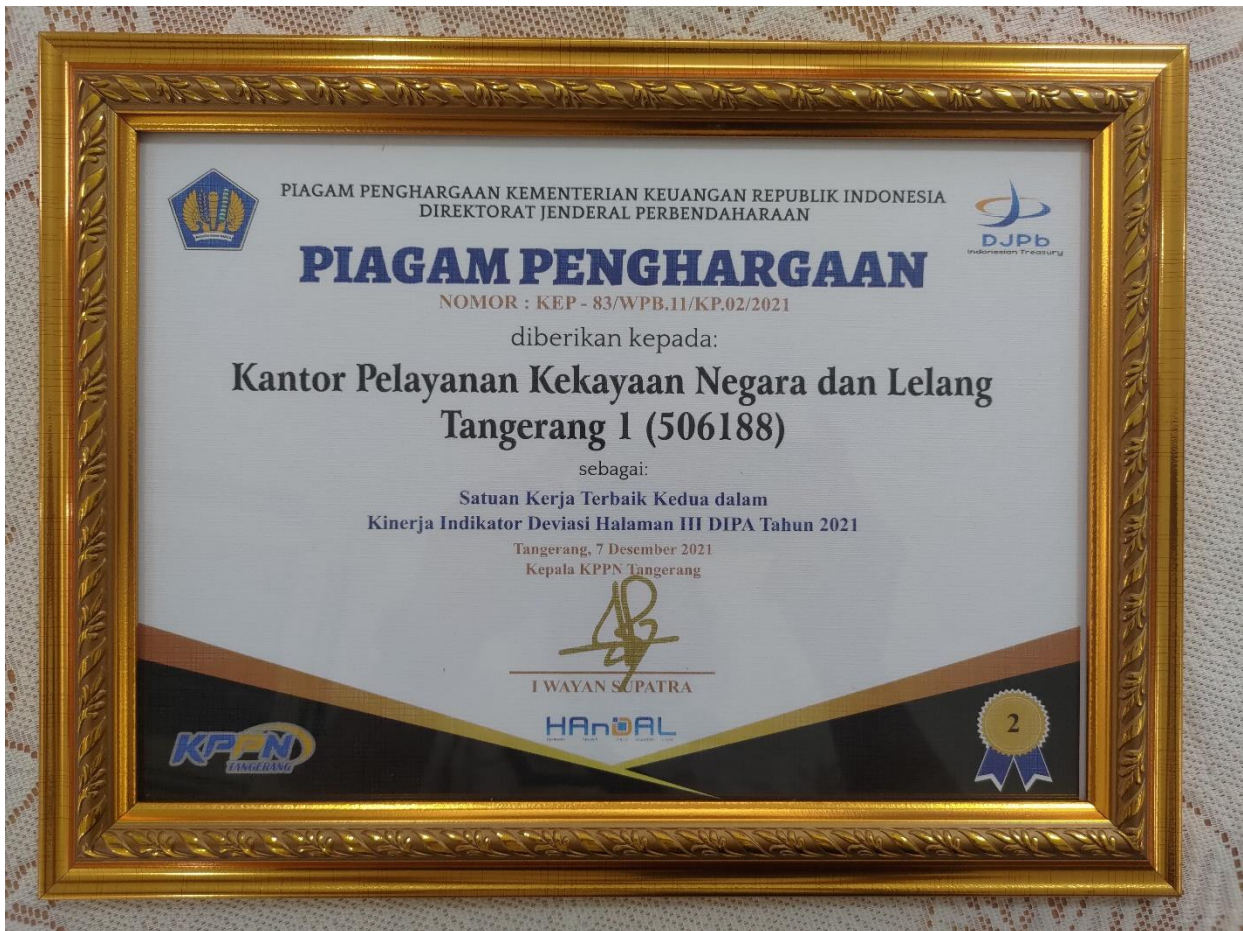 PIAGAM PENGHARGAAN KEMENTERIAN KEUANGAN REPUBLIK INDONESIA
DIREKTORAT JENDERAL PERBENDAHARAAN
DJPb
Indonesian Treasury
PIAGAM PENGHARGAAN
NOMOR : KEP - 83/WPB.11/KP.02/2021
diberikan kepada:
Kantor Pelayanan Kekayaan Negara dan Lelang
Tangerang 1 (506188)
sebagai:
Satuan Kerja Terbaik Kedua dalam
Kinerja Indikator Deviasi Halaman III DIPA Tahun 2021
Tangerang, 7 Desember 2021
Kepala KPPN Tangerang
I WAYAN SUPATRA
HAnDAL
KPPN
TANGERANG
2